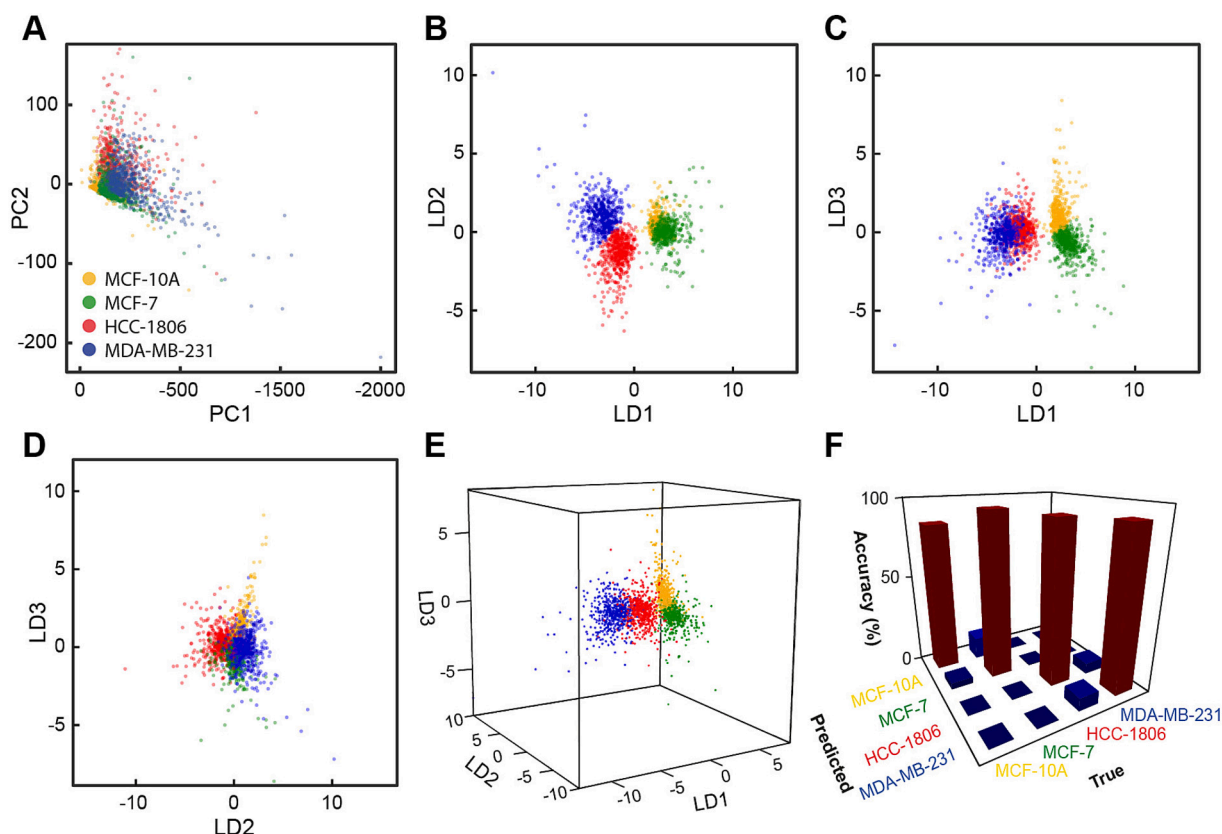 A
PC2
100
0
-100
-200
MCF-10A
MCF-7
HCC-1806
MDA-MB-231
0 -500 -1500 -2000
PC1
B
LD2
10
5
0
-5
-10 0 10
LD1
C
LD3
10
5
0
-5
-10 0 10
LD1
D
LD3
10
5
0
-5
-10 0 10
LD2
E
LD3
5
0
-5
10
5
0
-5
-10
LD2
-10 -5 0 5
LD1
F
Accuracy (%)
100
50
0
Predicted
MCF-10A
MCF-7
HCC-1806
MDA-MB-231
MDA-MB-231
HCC-1806
MCF-7
MCF-10A
True